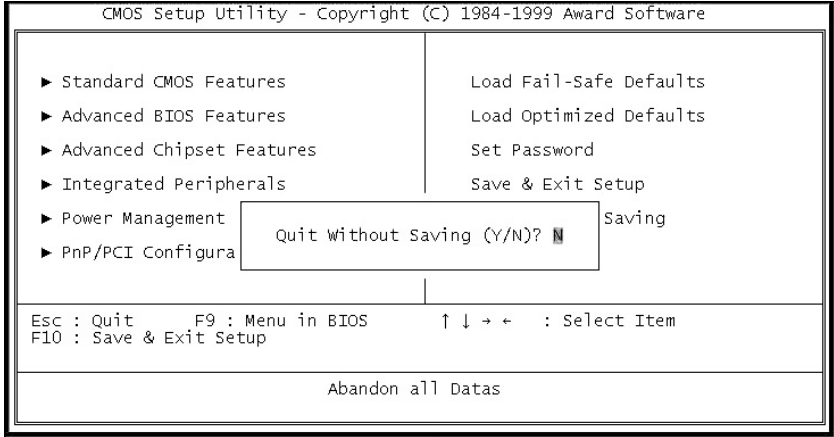 CMOS Setup Utility - Copyright (C) 1984-1999 Award Software
► Standard CMOS Features
► Advanced BIOS Features
► Advanced Chipset Features
► Integrated Peripherals
► Power Management
► PnP/PCI Configura
Load Fail-Safe Defaults
Load Optimized Defaults
Set Password
Save & Exit Setup
Saving
Quit Without Saving (Y/N)? N
Esc : Quit F9 : Menu in BIOS ↑ ↓ → ← : Select Item
F10 : Save & Exit Setup
Abandon all Datas